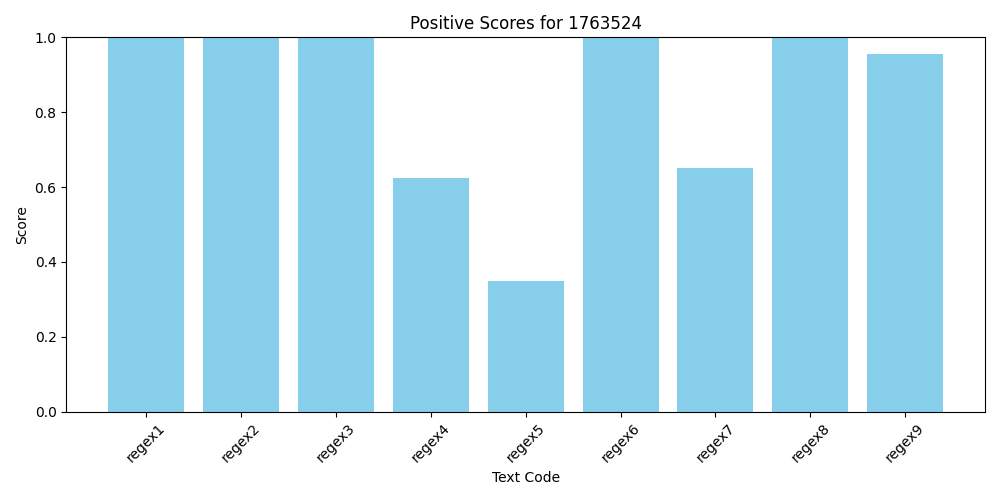 Positive Scores for 1763524
1.0
0.8
0.6
0.4
0.2
0.0
Score
regex1
regex2
regex3
regex4
regex5
regex6
regex7
regex8
regex9
Text Code